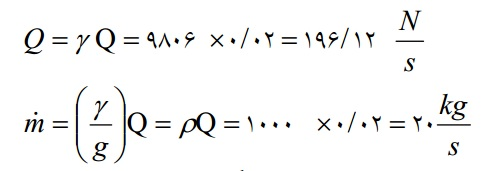 Q = γ Q = ۹۸۰۶ ×۰/۰۲ = ۱۹۶/۱۲ N/s
ṁ = (γ/g)Q = ρQ = ۱۰۰۰ ×۰/۰۲ = ۲۰ kg/s